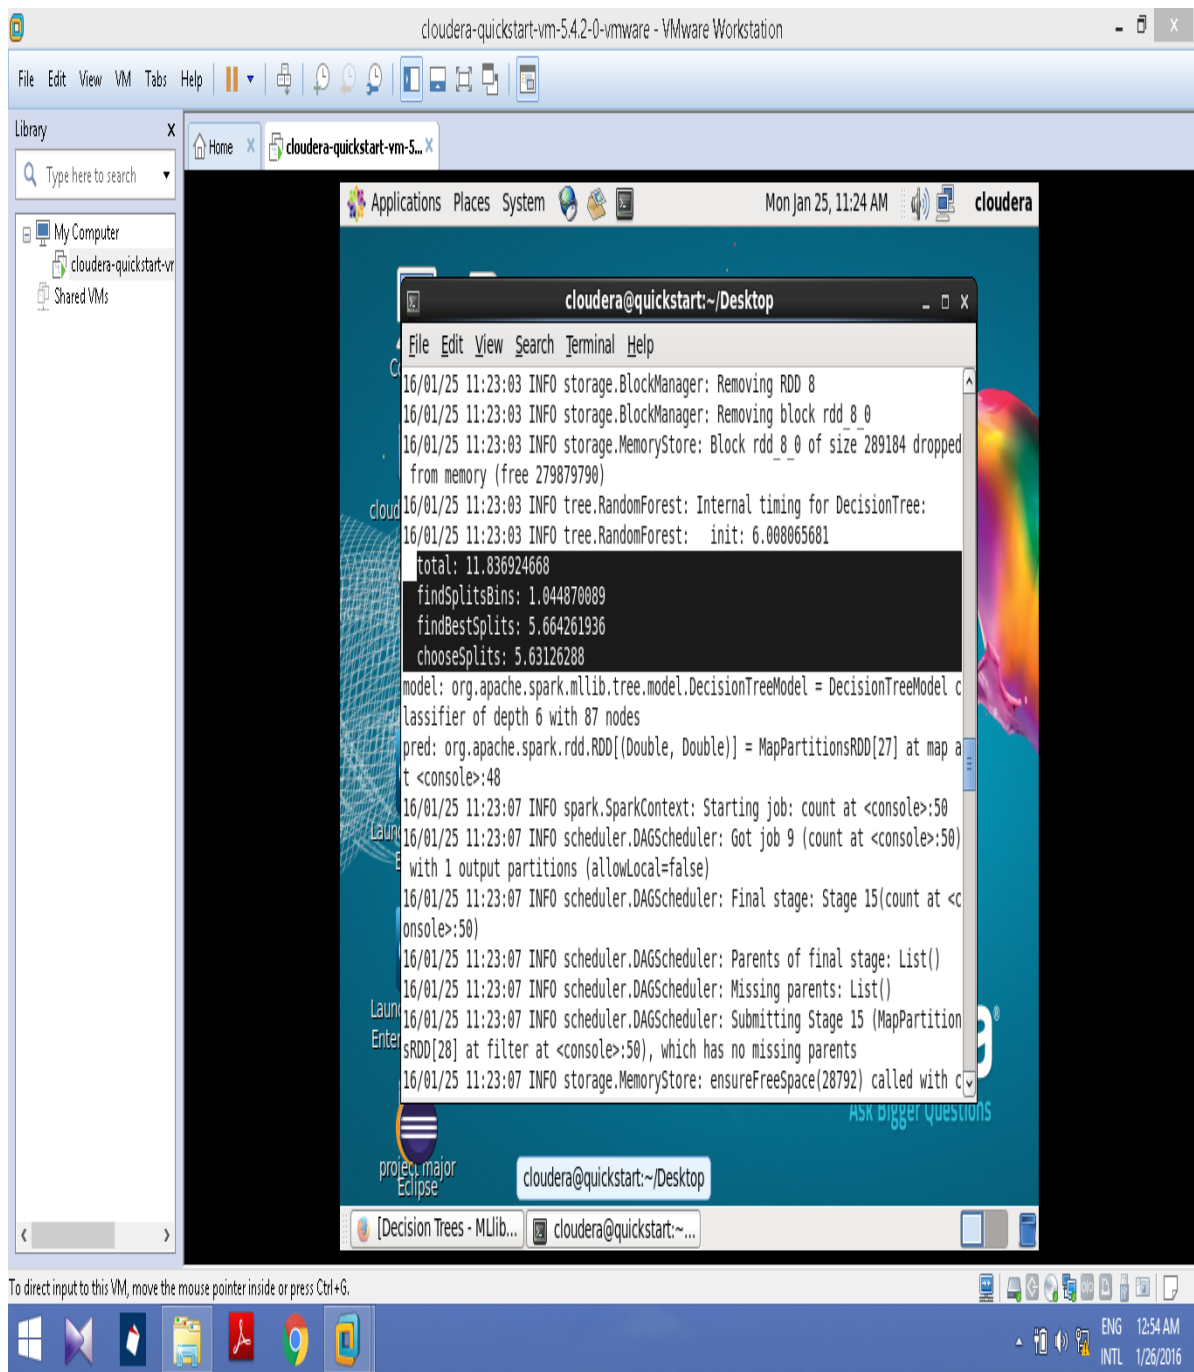 cloudera-quickstart-vm-5.4.2-0-vmware - VMware Workstation
File Edit View VM Tabs Help
Library
Type here to search
My Computer
cloudera-quickstart-vr
Shared VMs
Home
cloudera-quickstart-vm-5...
Applications Places System
Mon Jan 25, 11:24 AM
cloudera
cloudera@quickstart:~/Desktop
File Edit View Search Terminal Help
16/01/25 11:23:03 INFO storage.BlockManager: Removing RDD 8
16/01/25 11:23:03 INFO storage.BlockManager: Removing block rdd_8_0
16/01/25 11:23:03 INFO storage.MemoryStore: Block rdd_8_0 of size 289184 dropped
from memory (free 279879790)
16/01/25 11:23:03 INFO tree.RandomForest: Internal timing for DecisionTree:
16/01/25 11:23:03 INFO tree.RandomForest: init: 6.008065681
total: 11.836924668
findSplitsBins: 1.044870089
findBestSplits: 5.664261936
chooseSplits: 5.63126288
model: org.apache.spark.mllib.tree.model.DecisionTreeModel = DecisionTreeModel c
lassifier of depth 6 with 87 nodes
pred: org.apache.spark.rdd.RDD[(Double, Double)] = MapPartitionsRDD[27] at map a
t <console>:48
16/01/25 11:23:07 INFO spark.SparkContext: Starting job: count at <console>:50
16/01/25 11:23:07 INFO scheduler.DAGScheduler: Got job 9 (count at <console>:50)
with 1 output partitions (allowLocal=false)
16/01/25 11:23:07 INFO scheduler.DAGScheduler: Final stage: Stage 15(count at <c
onsole>:50)
16/01/25 11:23:07 INFO scheduler.DAGScheduler: Parents of final stage: List()
16/01/25 11:23:07 INFO scheduler.DAGScheduler: Missing parents: List()
16/01/25 11:23:07 INFO scheduler.DAGScheduler: Submitting Stage 15 (MapPartition
sRDD[28] at filter at <console>:50), which has no missing parents
16/01/25 11:23:07 INFO storage.MemoryStore: ensureFreeSpace(28792) called with c
cloud
Laun
Laun
Enter
Ask Bigger Questions
project major
Eclipse
cloudera@quickstart:~/Desktop
[Decision Trees - MLlib...
cloudera@quickstart:~...
To direct input to this VM, move the mouse pointer inside or press Ctrl+G.
ENG 12:54 AM
INTL 1/26/2016